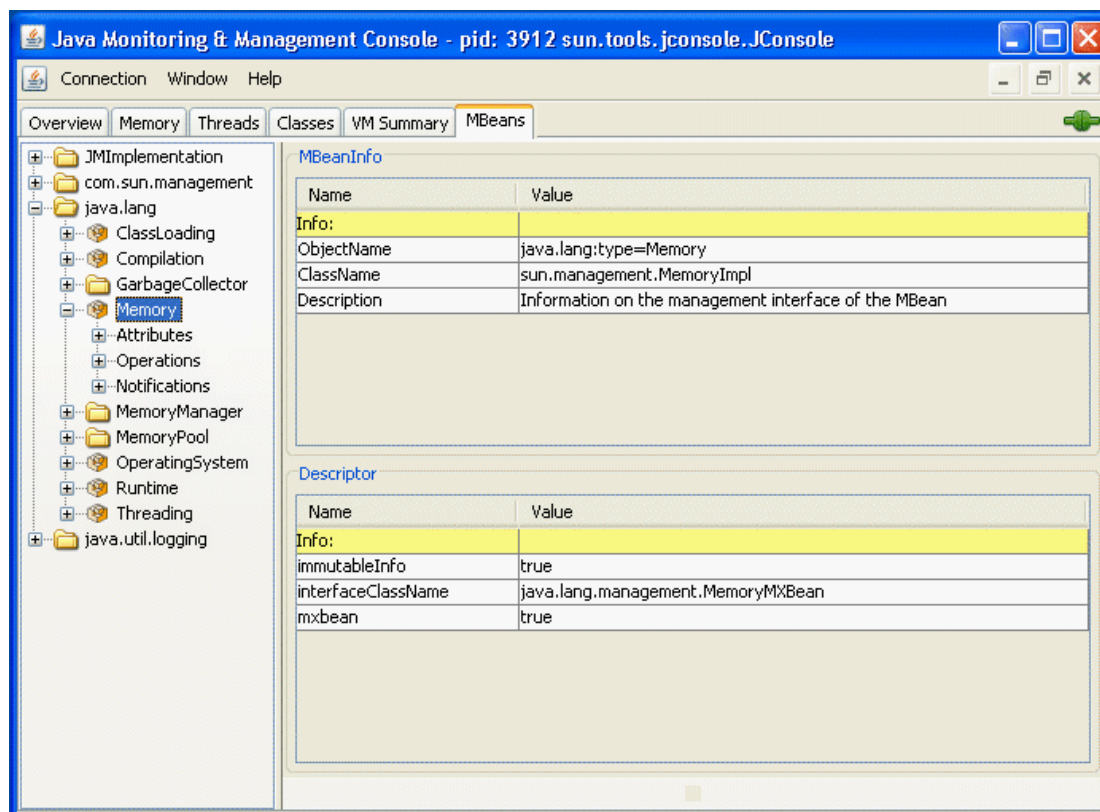 Java Monitoring & Management Console - pid: 3912 sun.tools.jconsole.JConsole
Connection Window Help
Overview Memory Threads Classes VM Summary MBeans
JMImplementation
com.sun.management
java.lang
ClassLoading
Compilation
GarbageCollector
Memory
Attributes
Operations
Notifications
MemoryManager
MemoryPool
OperatingSystem
Runtime
Threading
java.util.logging
MBeanInfo
Name Value
Info:
ObjectName java.lang:type=Memory
ClassName sun.management.MemoryImpl
Description Information on the management interface of the MBean
Descriptor
Name Value
Info:
immutableInfo true
interfaceClassName java.lang.management.MemoryMXBean
mxbean true